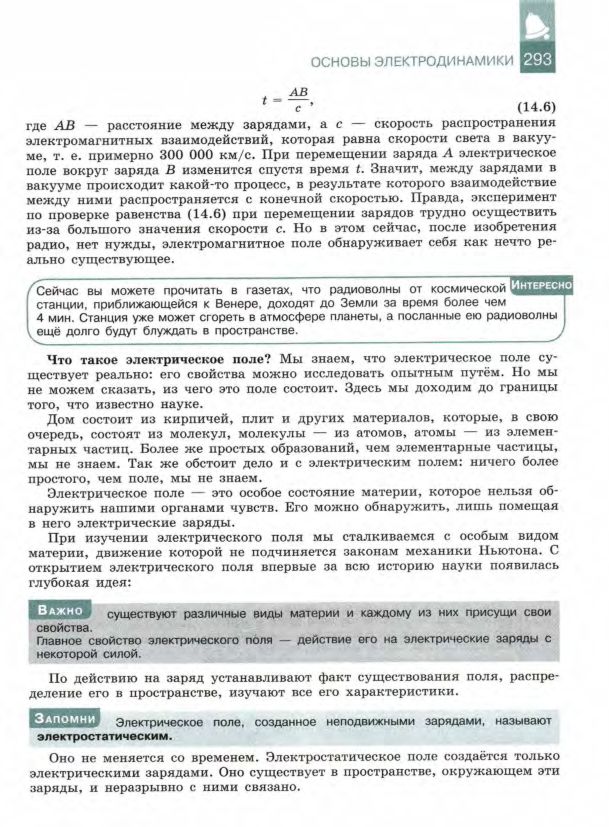 ОСНОВЫ ЭЛЕКТРОДИНАМИКИ 293
t = AB/c,
(14.6)
где AB — расстояние между зарядами, а c — скорость распространения
электромагнитных взаимодействий, которая равна скорости света в вакуу-
ме, т. е. примерно 300 000 км/с. При перемещении заряда A электрическое
поле вокруг заряда B изменится спустя время t. Значит, между зарядами в
вакууме происходит какой-то процесс, в результате которого взаимодействие
между ними распространяется с конечной скоростью. Правда, эксперимент
по проверке равенства (14.6) при перемещении зарядов трудно осуществить
из-за большого значения скорости c. Но в этом сейчас, после изобретения
радио, нет нужды, электромагнитное поле обнаруживает себя как нечто ре-
ально существующее.
ИНТЕРЕСНО
Сейчас вы можете прочитать в газетах, что радиоволны от космической
станции, приближающейся к Венере, доходят до Земли за время более чем
4 мин. Станция уже может сгореть в атмосфере планеты, а посланные ею радиоволны
ещё долго будут блуждать в пространстве.
Что такое электрическое поле? Мы знаем, что электрическое поле су-
ществует реально: его свойства можно исследовать опытным путём. Но мы
не можем сказать, из чего это поле состоит. Здесь мы доходим до границы
того, что известно науке.
Дом состоит из кирпичей, плит и других материалов, которые, в свою
очередь, состоят из молекул, молекулы — из атомов, атомы — из элемен-
тарных частиц. Более же простых образований, чем элементарные частицы,
мы не знаем. Так же обстоит дело и с электрическим полем: ничего более
простого, чем поле, мы не знаем.
Электрическое поле — это особое состояние материи, которое нельзя об-
наружить нашими органами чувств. Его можно обнаружить, лишь помещая
в него электрические заряды.
При изучении электрического поля мы сталкиваемся с особым видом
материи, движение которой не подчиняется законам механики Ньютона. С
открытием электрического поля впервые за всю историю науки появилась
глубокая идея:
ВАЖНО существуют различные виды материи и каждому из них присущи свои
свойства.
Главное свойство электрического поля — действие его на электрические заряды с
некоторой силой.
По действию на заряд устанавливают факт существования поля, распре-
деление его в пространстве, изучают все его характеристики.
ЗАПОМНИ Электрическое поле, созданное неподвижными зарядами, называют
электростатическим.
Оно не меняется со временем. Электростатическое поле создаётся только
электрическими зарядами. Оно существует в пространстве, окружающем эти
заряды, и неразрывно с ними связано.